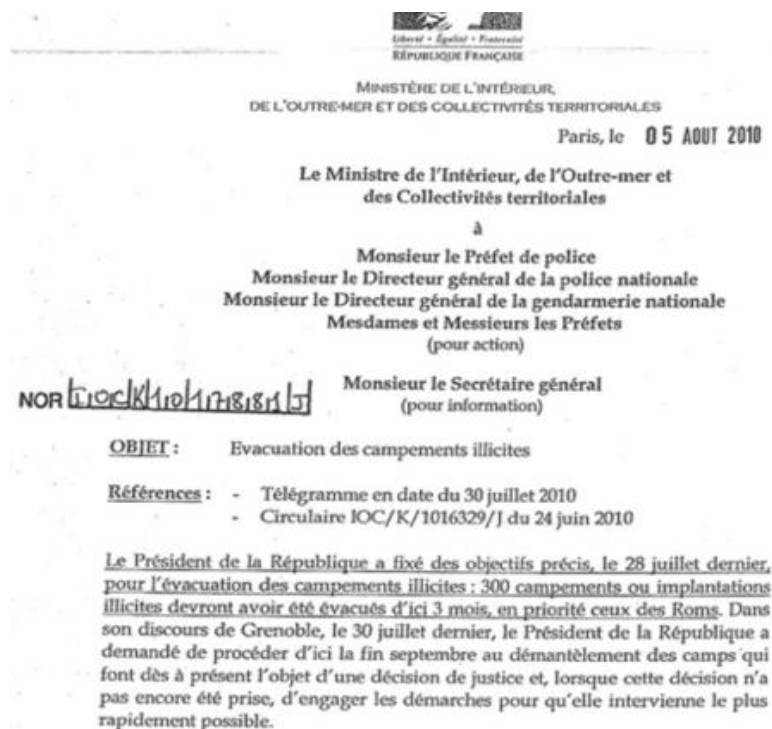 Liberté • Égalité • Fraternité
RÉPUBLIQUE FRANÇAISE
MINISTÈRE DE L'INTÉRIEUR,
DE L'OUTRE-MER ET DES COLLECTIVITÉS TERRITORIALES
Paris, le 05 AOUT 2010
Le Ministre de l'Intérieur, de l'Outre-mer et
des Collectivités territoriales
à
Monsieur le Préfet de police
Monsieur le Directeur général de la police nationale
Monsieur le Directeur général de la gendarmerie nationale
Mesdames et Messieurs les Préfets
(pour action)
NOR IOCK1017881J
Monsieur le Secrétaire général
(pour information)
OBJET : Evacuation des campements illicites
Références : - Télégramme en date du 30 juillet 2010
- Circulaire IOC/K/1016329/J du 24 juin 2010
Le Président de la République a fixé des objectifs précis, le 28 juillet dernier,
pour l'évacuation des campements illicites : 300 campements ou implantations
illicites devront avoir été évacués d'ici 3 mois, en priorité ceux des Roms. Dans
son discours de Grenoble, le 30 juillet dernier, le Président de la République a
demandé de procéder d'ici la fin septembre au démantèlement des camps qui
font dès à présent l'objet d'une décision de justice et, lorsque cette décision n'a
pas encore été prise, d'engager les démarches pour qu'elle intervienne le plus
rapidement possible.